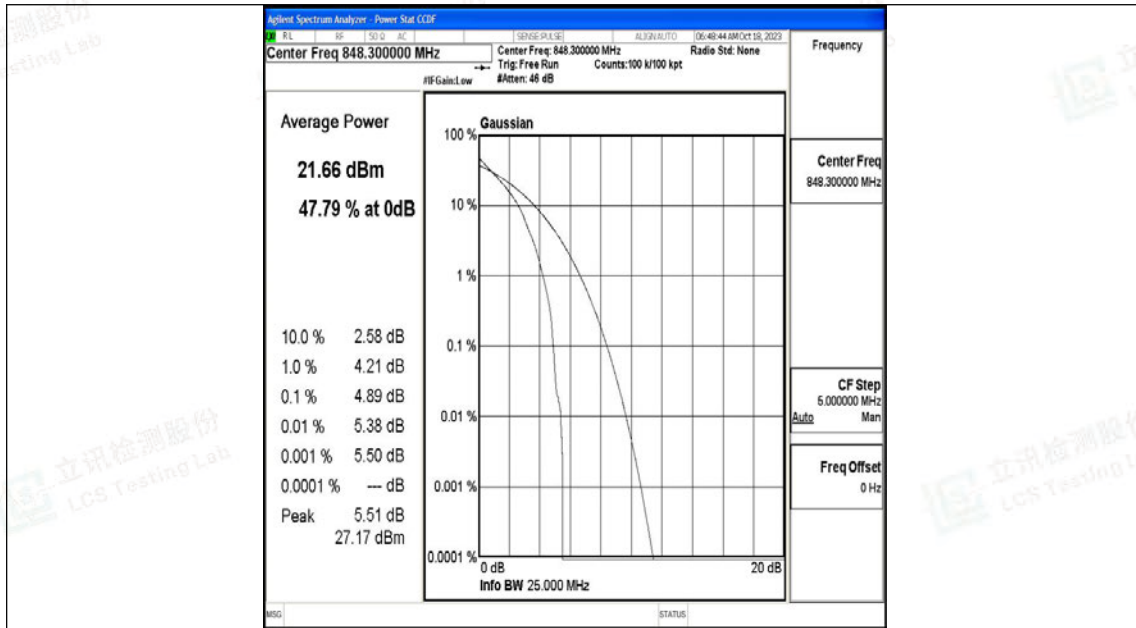 Agilent Spectrum Analyzer - Power Stat CCDF
RL RF 50 Ω AC SENSE:PULSE ALIGNAUTO 06:48:44 AM Oct 18, 2023
Center Freq 848.300000 MHz
Center Freq: 848.300000 MHz
Radio Std: None
Trig: Free Run Counts:100 k/100 kpt
#IFGain:Low
#Atten: 46 dB
Frequency
Average Power
21.66 dBm
47.79 % at 0dB
10.0 % 2.58 dB
1.0 % 4.21 dB
0.1 % 4.89 dB
0.01 % 5.38 dB
0.001 % 5.50 dB
0.0001 % --- dB
Peak 5.51 dB
27.17 dBm
Gaussian
100 %
10 %
1 %
0.1 %
0.01 %
0.001 %
0.0001 %
0 dB 20 dB
Info BW 25.000 MHz
Center Freq
848.300000 MHz
CF Step
5.000000 MHz
Auto Man
Freq Offset
0 Hz
MSG STATUS
立讯检测股份
LCS Testing Lab
立讯检测股份